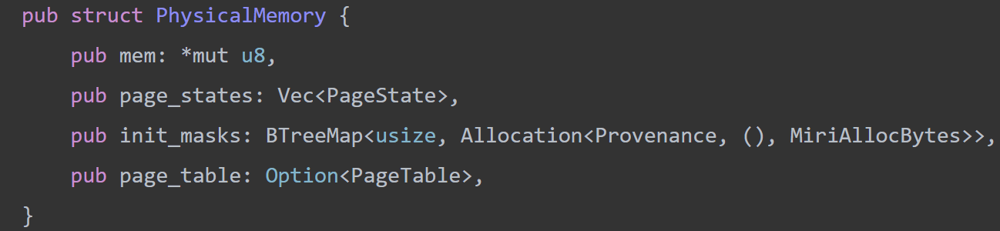 pub struct PhysicalMemory {
    pub mem: *mut u8,
    pub page_states: Vec<PageState>,
    pub init_masks: BTreeMap<usize, Allocation<Provenance, (), MiriAllocBytes>>,
    pub page_table: Option<PageTable>,
}